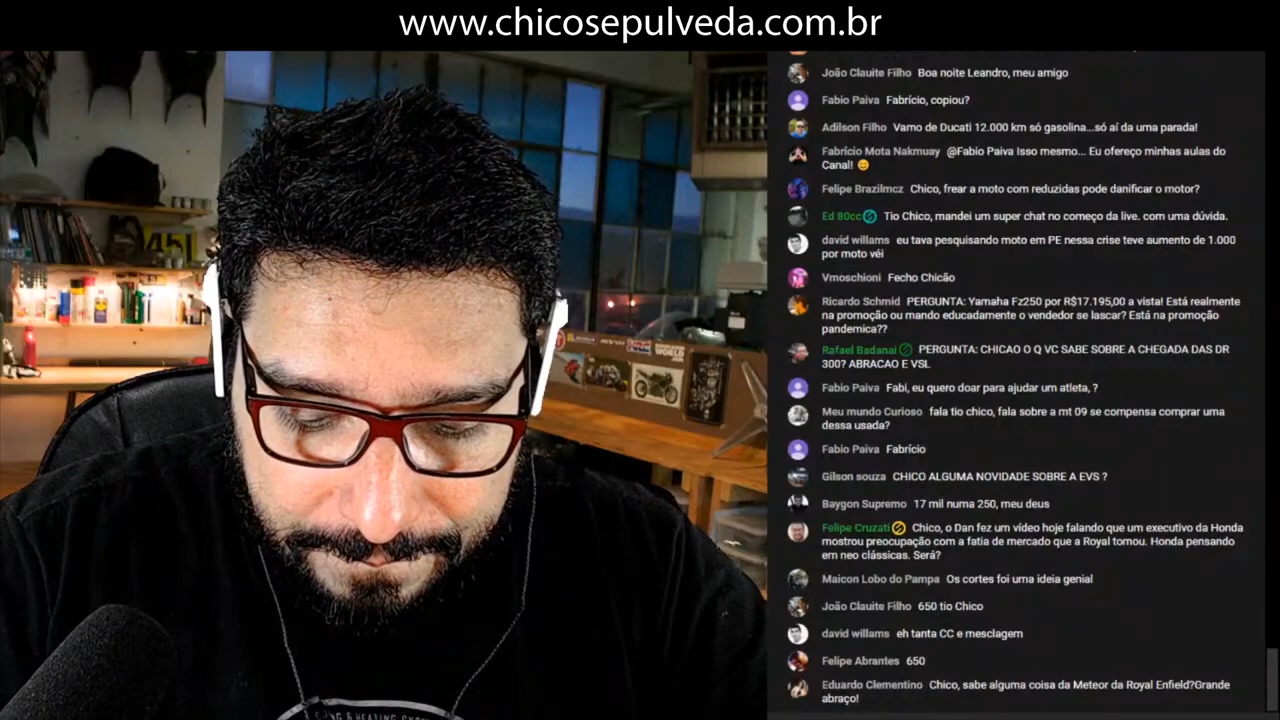 www.chicosepulveda.com.br
João Clauite Filho Boa noite Leandro, meu amigo
Fabio Paiva Fabrício, copiou?
Adilson Filho Vamo de Ducati 12.000 km só gasolina...só aí da uma parada!
Fabrício Mota Nakmuay @Fabio Paiva Isso mesmo... Eu ofereço minhas aulas do
Canal! 😊
Felipe Brazilmcz Chico, frear a moto com reduzidas pode danificar o motor?
Ed 80cc Tio Chico, mandei um super chat no começo da live. com uma dúvida.
david willams eu tava pesquisando moto em PE nessa crise teve aumento de 1.000
por moto véi
Vmoschioni Fecho Chicão
Ricardo Schmid PERGUNTA: Yamaha Fz250 por R$17.195,00 a vista! Está realmente
na promoção ou mando educadamente o vendedor se lascar? Está na promoção
pandemica??
Rafael Badanai PERGUNTA: CHICAO O Q VC SABE SOBRE A CHEGADA DAS DR
300? ABRACAO E VSL
Fabio Paiva Fabi, eu quero doar para ajudar um atleta, ?
Meu mundo Curioso fala tio chico, fala sobre a mt 09 se compensa comprar uma
dessa usada?
Fabio Paiva Fabrício
Gilson souza CHICO ALGUMA NOVIDADE SOBRE A EVS ?
Baygon Supremo 17 mil numa 250, meu deus
Felipe Cruzati Chico, o Dan fez um vídeo hoje falando que um executivo da Honda
mostrou preocupação com a fatia de mercado que a Royal tomou. Honda pensando
em neo clássicas. Será?
Maicon Lobo do Pampa Os cortes foi uma ideia genial
João Clauite Filho 650 tio Chico
david willams eh tanta CC e mesclagem
Felipe Abrantes 650
Eduardo Clementino Chico, sabe alguma coisa da Meteor da Royal Enfield?Grande
abraço!